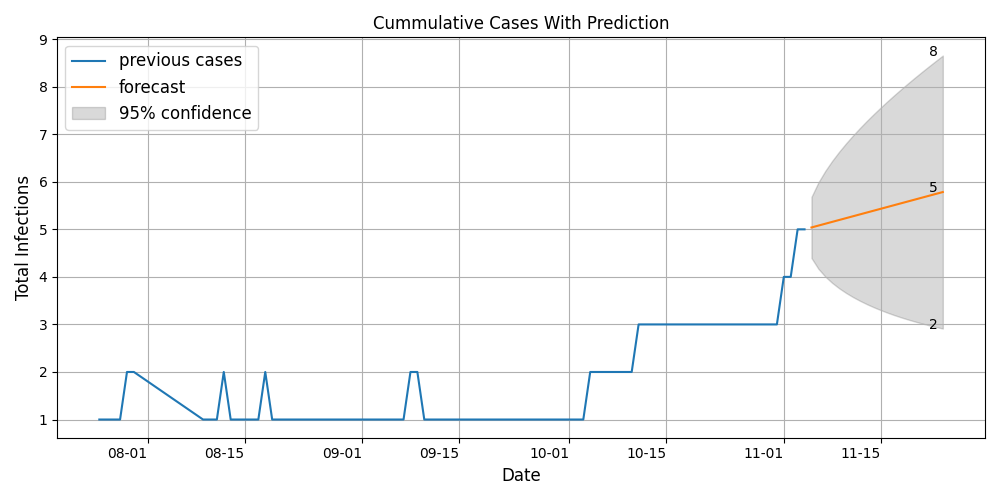 Cummulative Cases With Prediction
9
8
7
6
5
4
3
2
1
Total Infections
previous cases
forecast
95% confidence
8
5
2
08-01 08-15 09-01 09-15 10-01 10-15 11-01 11-15
Date